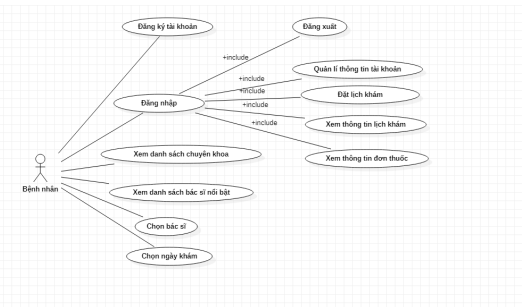 Đăng ký tài khoản
Đăng xuất
+include
Quản lí thông tin tài khoản
+include
+include
Đặt lịch khám
Đăng nhập
+include
Xem thông tin lịch khám
+include
Xem danh sách chuyên khoa
Xem thông tin đơn thuốc
Bệnh nhân
Xem danh sách bác sĩ nổi bật
Chọn bác sĩ
Chọn ngày khám